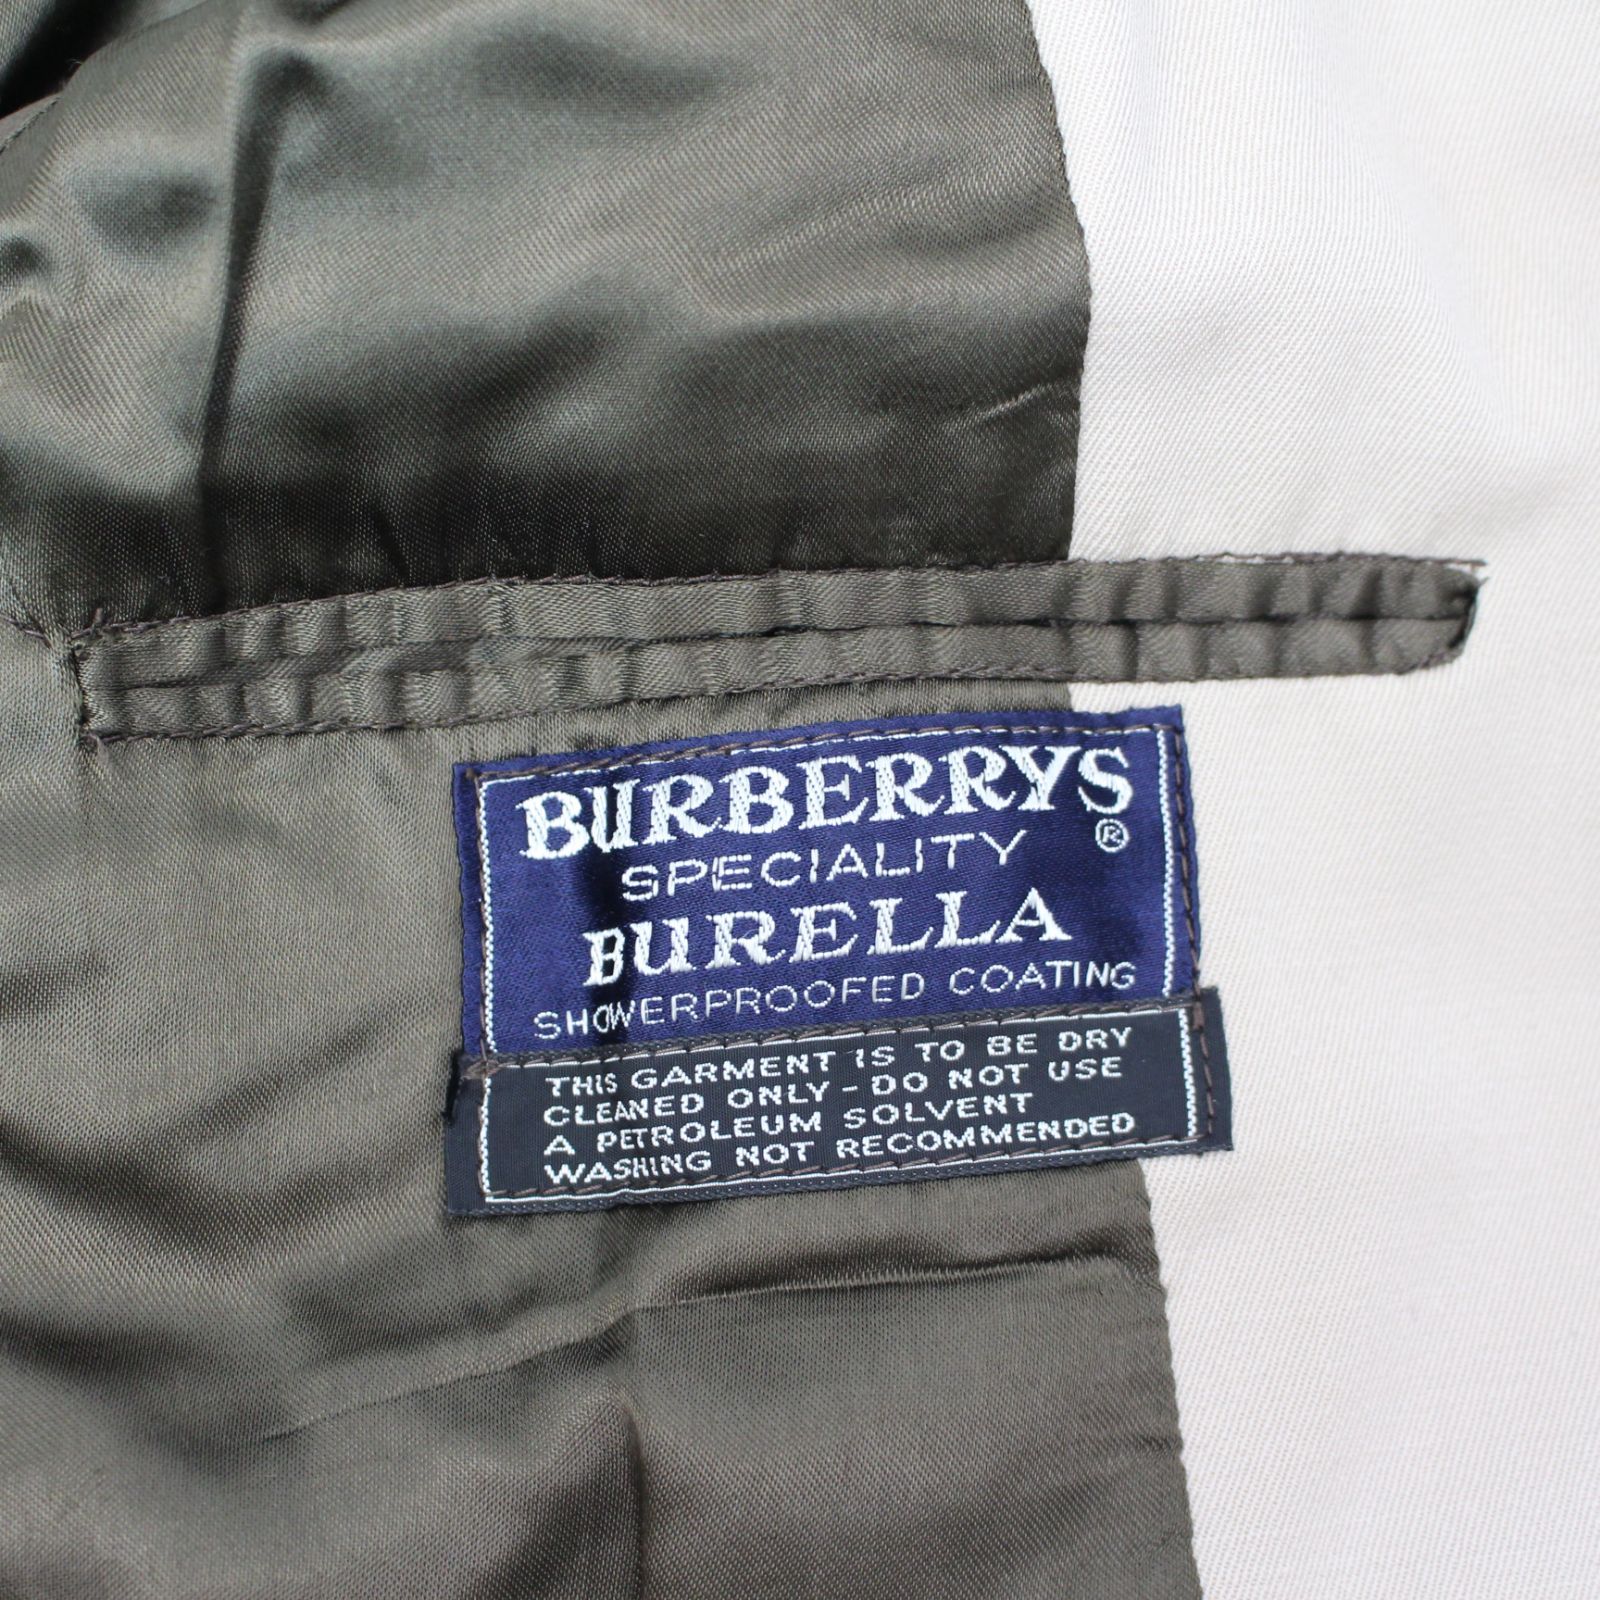 BURBERRYS
®
SPECIALITY
BURELLA
SHOWERPROOFED COATING
THIS GARMENT IS TO BE DRY
CLEANED ONLY - DO NOT USE
A PETROLEUM SOLVENT
WASHING NOT RECOMMENDED